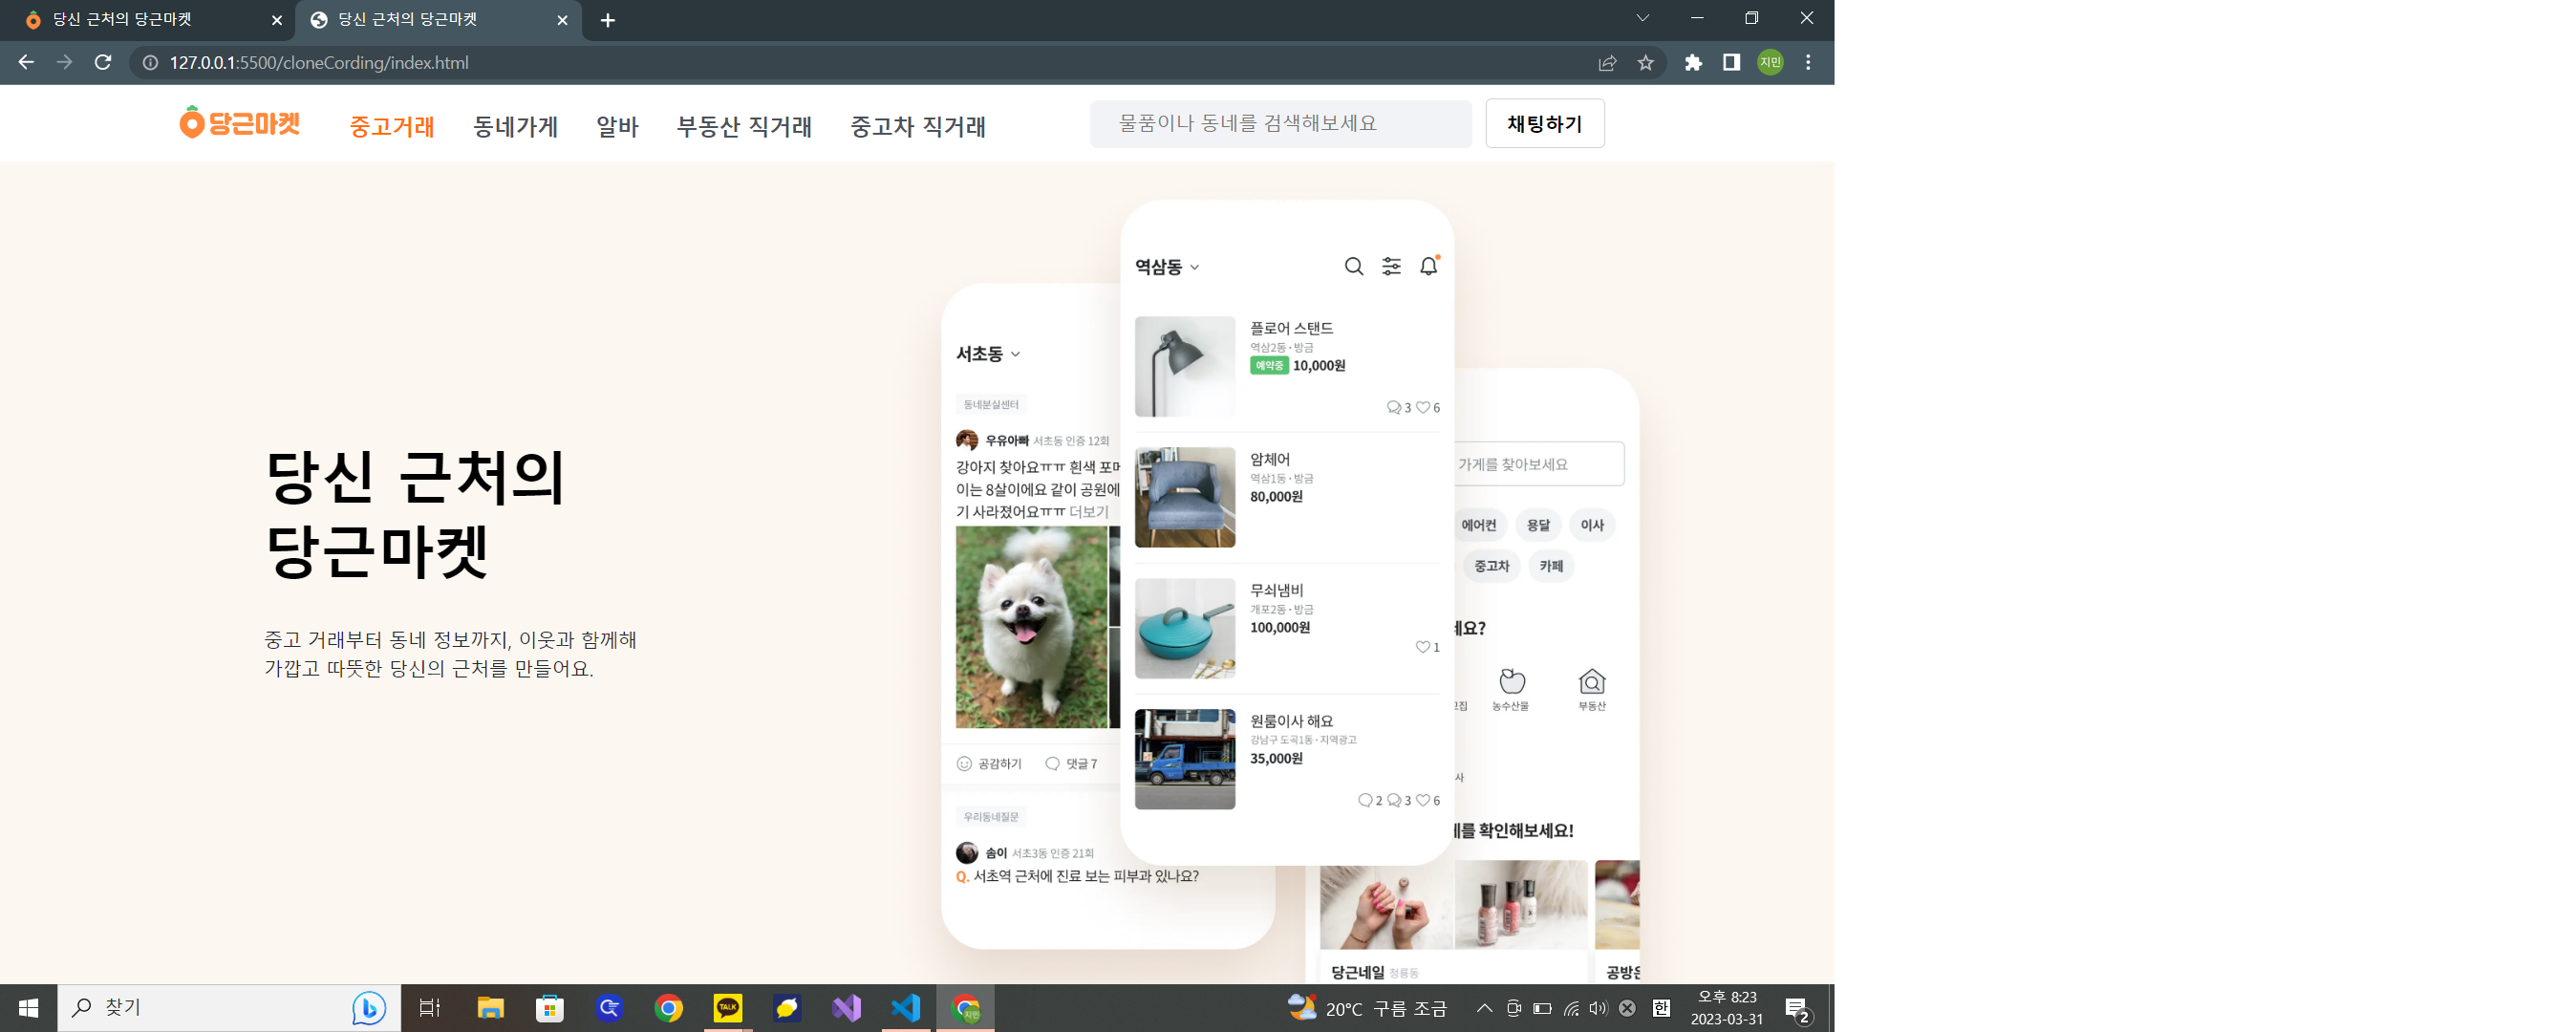 당신 근처의 당근마켓
당신 근처의 당근마켓
127.0.0.1:5500/cloneCording/index.html
지민
당근마켓
중고거래
동네가게
알바
부동산 직거래
중고차 직거래
물품이나 동네를 검색해보세요
채팅하기
당신 근처의
당근마켓
중고 거래부터 동네 정보까지, 이웃과 함께해
가깝고 따뜻한 당신의 근처를 만들어요.
서초동
동네분실센터
우유아빠 서초동 인증 12회
강아지 찾아요ㅠㅠ 흰색 포메
이는 8살이에요 같이 공원에
기 사라졌어요ㅠㅠ 더보기
공감하기
댓글 7
우리동네질문
솜이 서초3동 인증 21회
Q. 서초역 근처에 진료 보는 피부과 있나요?
역삼동
플로어 스탠드
역삼2동 · 방금
예약중 10,000원
3 6
암체어
역삼1동 · 방금
80,000원
무쇠냄비
개포2동 · 방금
100,000원
1
원룸이사 해요
강남구 도곡1동 · 지역광고
35,000원
2 3 6
가게를 찾아보세요
에어컨 용달 이사
중고차 카페
네요?
모집 농수산물 부동산
사
게를 확인해보세요!
당근네일 청룡동
공방은
찾기
TALK
지민
20°C 구름 조금
한
오후 8:23
2023-03-31
2